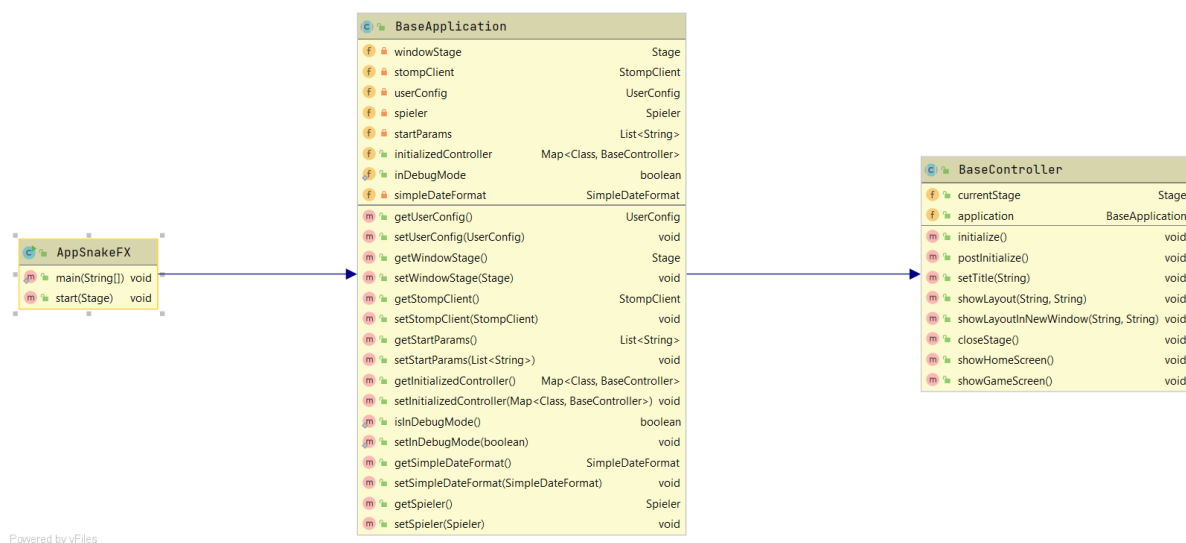 AppSnakeFX
main(String[]) void
start(Stage) void
BaseApplication
windowStage Stage
stompClient StompClient
userConfig UserConfig
spieler Spieler
startParams List<String>
initializedController Map<Class, BaseController>
inDebugMode boolean
simpleDateFormat SimpleDateFormat
getUserConfig() UserConfig
setUserConfig(UserConfig) void
getWindowStage() Stage
setWindowStage(Stage) void
getStompClient() StompClient
setStompClient(StompClient) void
getStartParams() List<String>
setStartParams(List<String>) void
getInitializedController() Map<Class, BaseController>
setInitializedController(Map<Class, BaseController>) void
isInDebugMode() boolean
setInDebugMode(boolean) void
getSimpleDateFormat() SimpleDateFormat
setSimpleDateFormat(SimpleDateFormat) void
getSpieler() Spieler
setSpieler(Spieler) void
BaseController
currentStage Stage
application BaseApplication
initialize() void
postInitialize() void
setTitle(String) void
showLayout(String, String) void
showLayoutInNewWindow(String, String) void
closeStage() void
showHomeScreen() void
showGameScreen() void
Powered by yFiles